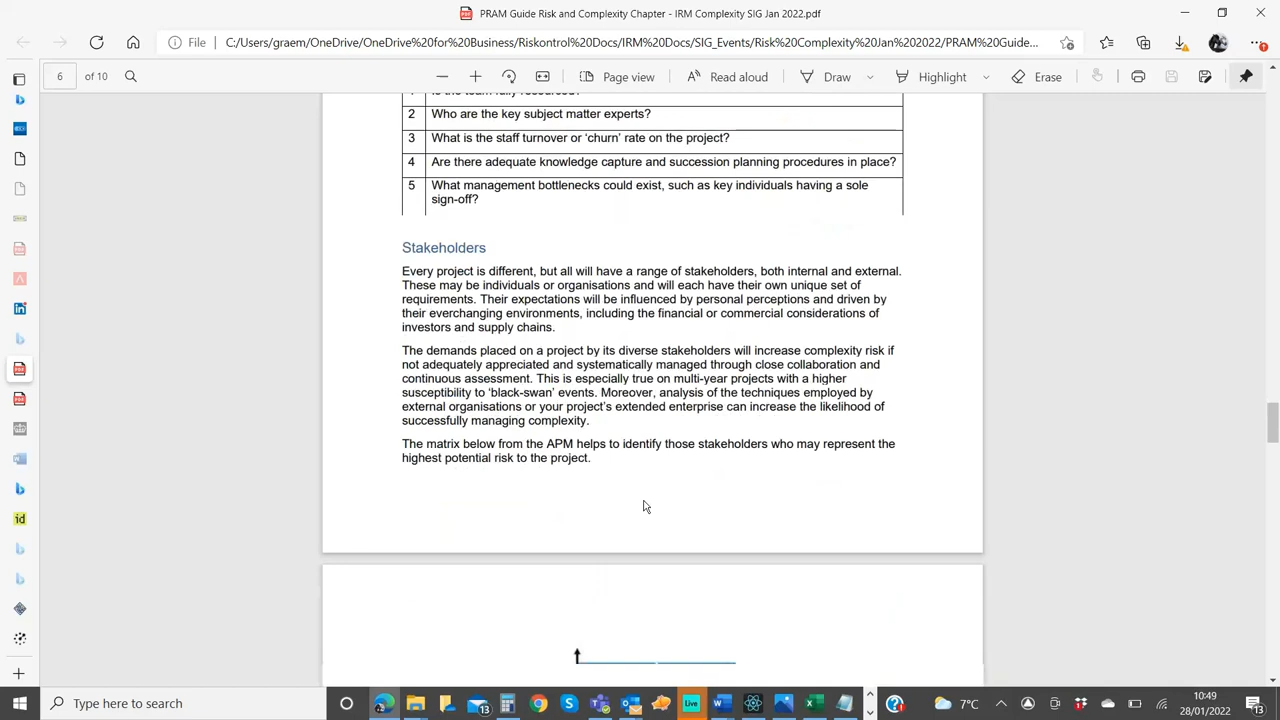 PRAM Guide Risk and Complexity Chapter - IRM Complexity SIG Jan 2022.pdf
File
C:/Users/graem/OneDrive/OneDrive%20for%20Business/Riskontrol%20Docs/IRM%20Docs/SIG_Events/Risk%20Complexity%20Jan%202022/PRAM%20Guide...
6 of 10
Page view
Read aloud
Draw
Highlight
Erase
1 Is the team fully resourced?
2 Who are the key subject matter experts?
3 What is the staff turnover or ‘churn’ rate on the project?
4 Are there adequate knowledge capture and succession planning procedures in place?
5 What management bottlenecks could exist, such as key individuals having a sole
sign-off?
Stakeholders
Every project is different, but all will have a range of stakeholders, both internal and external.
These may be individuals or organisations and will each have their own unique set of
requirements. Their expectations will be influenced by personal perceptions and driven by
their everchanging environments, including the financial or commercial considerations of
investors and supply chains.
The demands placed on a project by its diverse stakeholders will increase complexity risk if
not adequately appreciated and systematically managed through close collaboration and
continuous assessment. This is especially true on multi-year projects with a higher
susceptibility to ‘black-swan’ events. Moreover, analysis of the techniques employed by
external organisations or your project’s extended enterprise can increase the likelihood of
successfully managing complexity.
The matrix below from the APM helps to identify those stakeholders who may represent the
highest potential risk to the project.
Type here to search
13
Live
7°C
10:49
28/01/2022
13